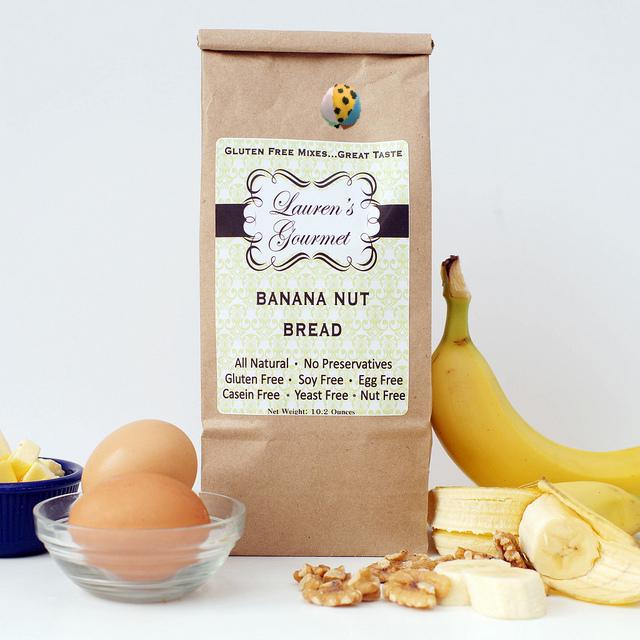 Gluten Free Mixes...Great Taste
Lauren's
Gourmet
BANANA NUT
BREAD
All Natural • No Preservatives
Gluten Free • Soy Free • Egg Free
Casein Free • Yeast Free • Nut Free
Net Weight: 10.2 Ounces